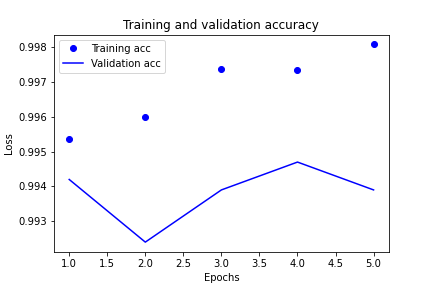 Training and validation accuracy
Training acc
Validation acc
0.998
0.997
0.996
0.995
0.994
0.993
Loss
1.0 1.5 2.0 2.5 3.0 3.5 4.0 4.5 5.0
Epochs